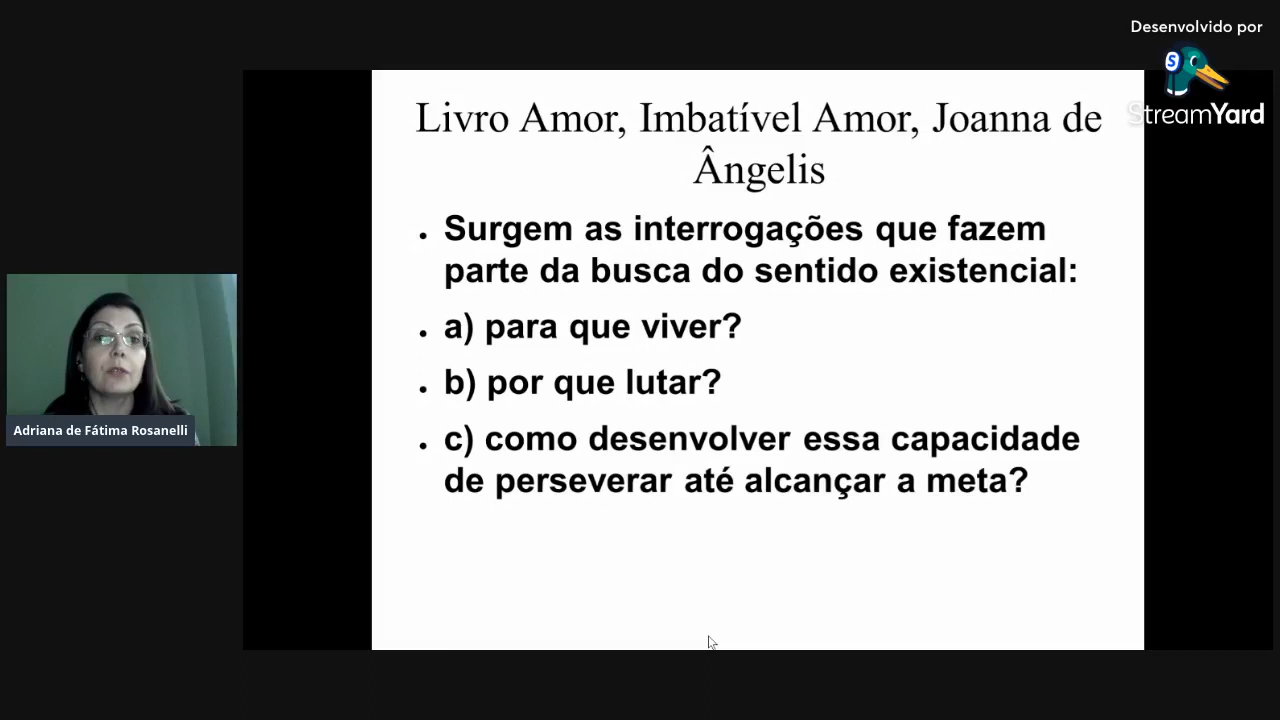 Desenvolvido por
S
StreamYard
Livro Amor, Imbatível Amor, Joanna de
Ângelis
• Surgem as interrogações que fazem
parte da busca do sentido existencial:
• a) para que viver?
• b) por que lutar?
• c) como desenvolver essa capacidade
de perseverar até alcançar a meta?
Adriana de Fátima Rosanelli